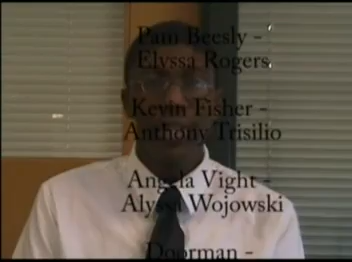 Pam Beesly -
Elyssa Rogers
Kevin Fisher -
Anthony Trisilio
Angela Vight -
Alyssa Wojowski
Doorman -